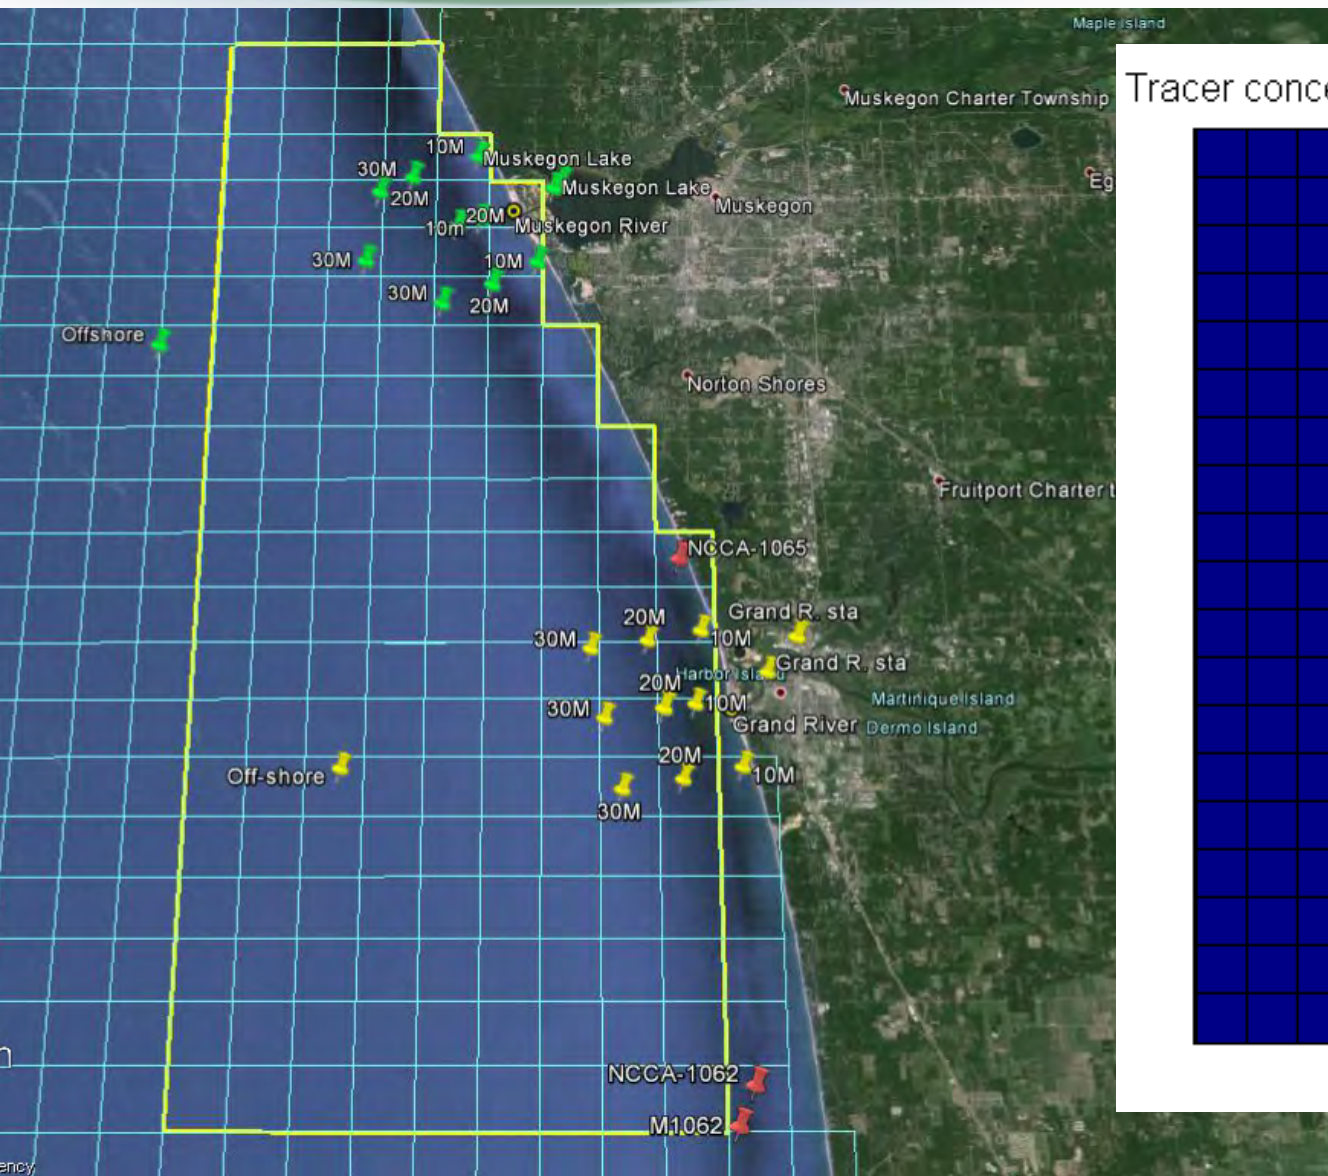 Maple Island
Tracer conce
Muskegon Charter Township
10M
Muskegon Lake
30M
20M
Muskegon Lake
Eg
Muskegon
10m
20M
Muskegon River
30M
10M
30M
20M
Offshore
Norton Shores
Fruitport Charter t
NCCA-1065
20M
Grand R. sta
30M
10M
Grand R. sta
Harbor Island
20M
10M
Martinique Island
30M
Grand River
Dermo Island
20M
Off-shore
10M
30M
n
NCCA-1062
M1062
ency